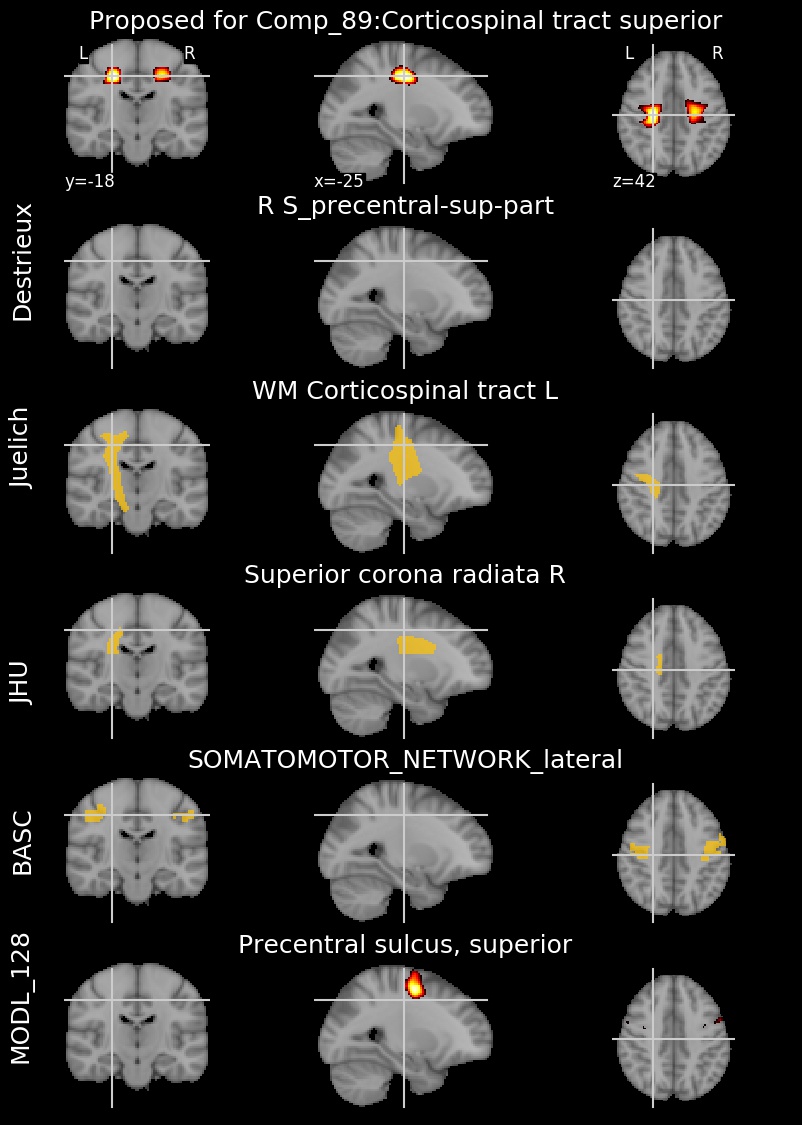 Proposed for Comp_89:Corticospinal tract superior
L R L R
y=-18 x=-25 z=42
Destrieux
R S_precentral-sup-part
Juelich
WM Corticospinal tract L
JHU
Superior corona radiata R
BASC
SOMATOMOTOR_NETWORK_lateral
MODL_128
Precentral sulcus, superior